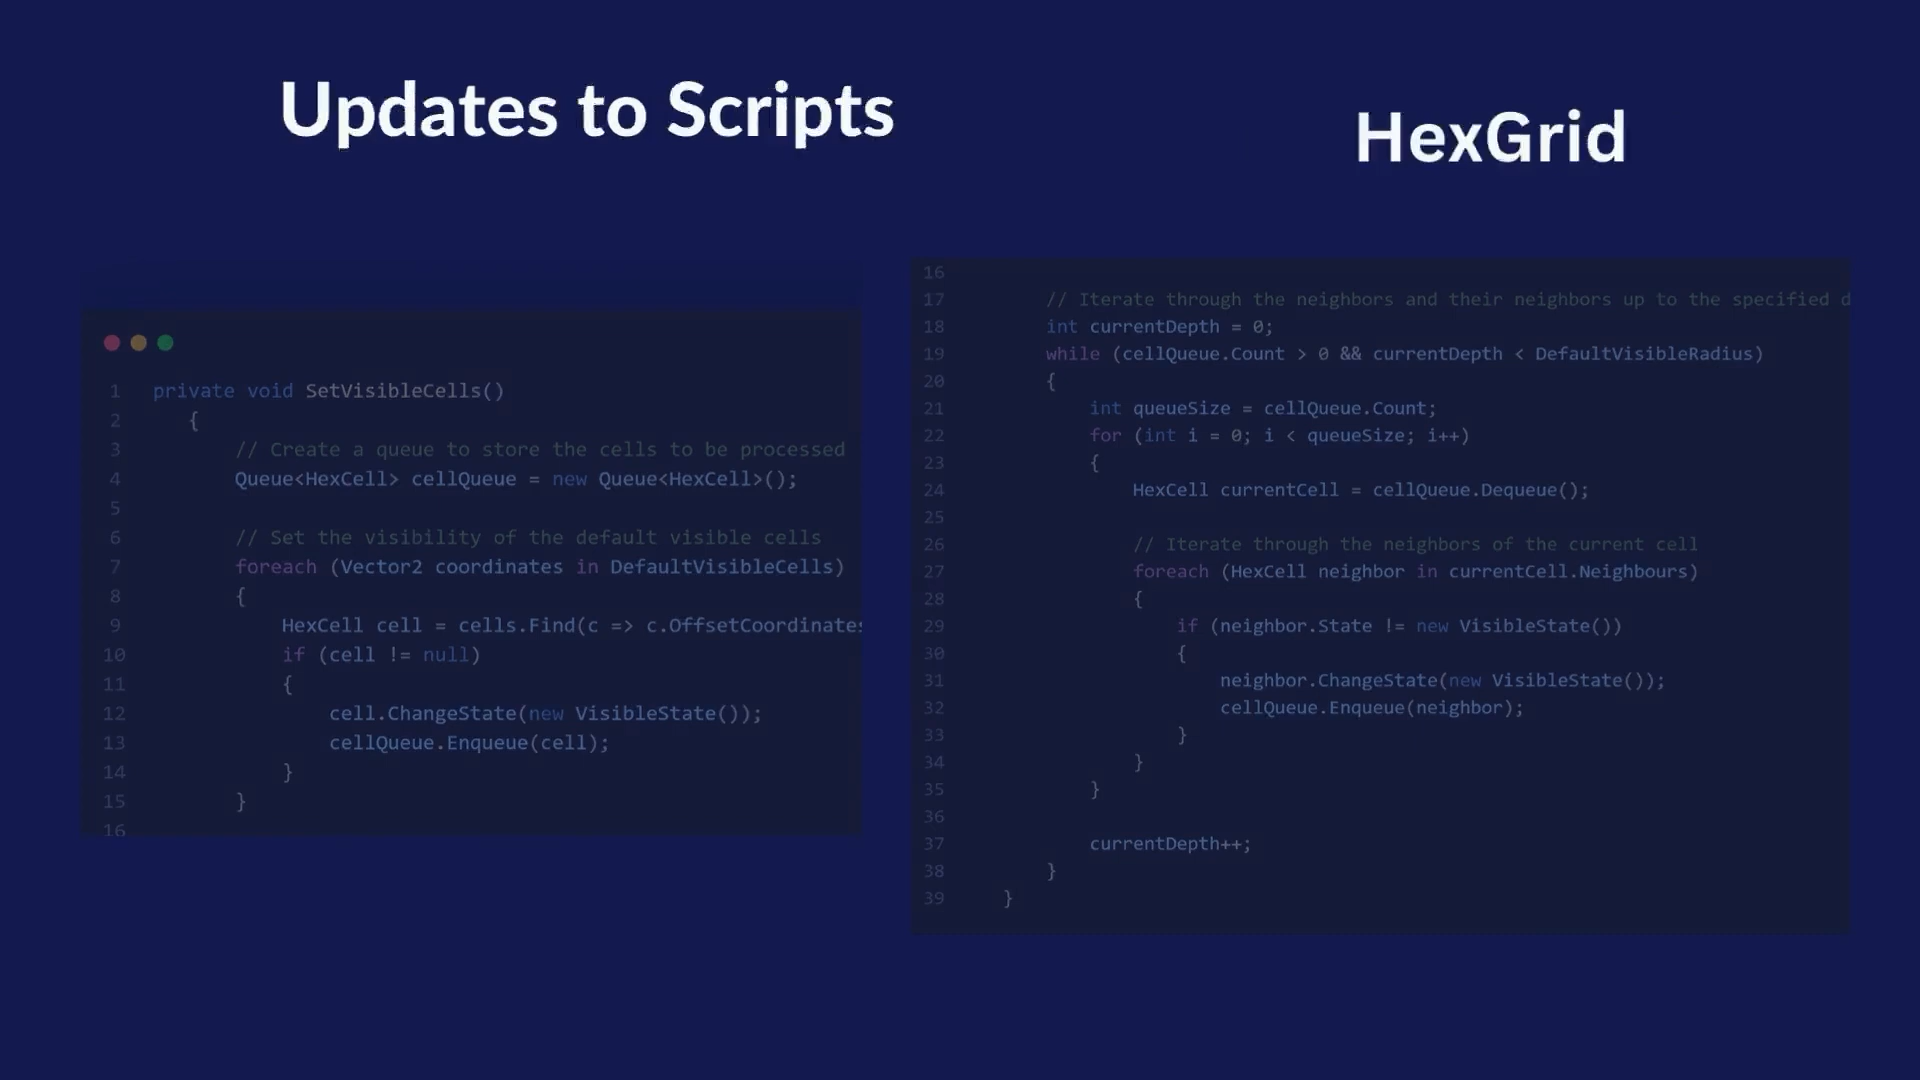 Updates to Scripts
HexGrid
1 private void SetVisibleCells()
2 {
3 // Create a queue to store the cells to be processed
4 Queue<HexCell> cellQueue = new Queue<HexCell>();
5
6 // Set the visibility of the default visible cells
7 foreach (Vector2 coordinates in DefaultVisibleCells)
8 {
9 HexCell cell = cells.Find(c => c.OffsetCoordinates
10 if (cell != null)
11 {
12 cell.ChangeState(new VisibleState());
13 cellQueue.Enqueue(cell);
14 }
15 }
16
16
17 // Iterate through the neighbors and their neighbors up to the specified d
18 int currentDepth = 0;
19 while (cellQueue.Count > 0 && currentDepth < DefaultVisibleRadius)
20 {
21 int queueSize = cellQueue.Count;
22 for (int i = 0; i < queueSize; i++)
23 {
24 HexCell currentCell = cellQueue.Dequeue();
25
26 // Iterate through the neighbors of the current cell
27 foreach (HexCell neighbor in currentCell.Neighbours)
28 {
29 if (neighbor.State != new VisibleState())
30 {
31 neighbor.ChangeState(new VisibleState());
32 cellQueue.Enqueue(neighbor);
33 }
34 }
35 }
36
37 currentDepth++;
38 }
39 }